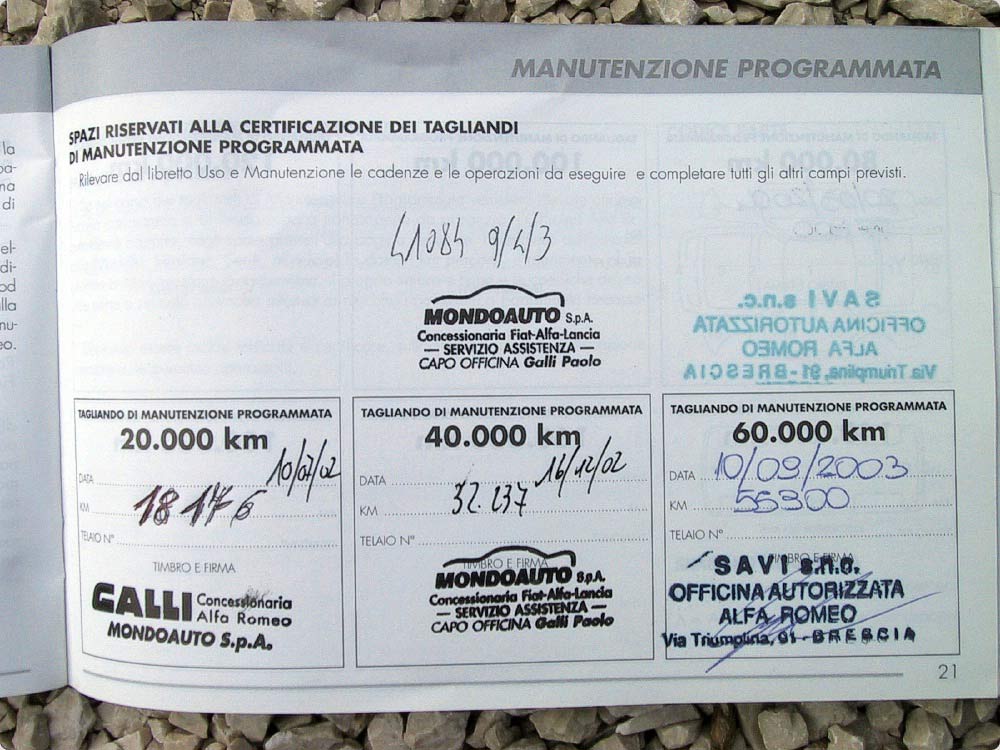 MANUTENZIONE PROGRAMMATA
SPAZI RISERVATI ALLA CERTIFICAZIONE DEI TAGLIANDI
DI MANUTENZIONE PROGRAMMATA
Rilevare dal libretto Uso e Manutenzione le cadenze e le operazioni da eseguire e completare tutti gli altri campi previsti.
41084 9/4/3
MONDOAUTO S.p.A.
Concessionaria Fiat-Alfa-Lancia
— SERVIZIO ASSISTENZA —
CAPO OFFICINA Galli Paolo
SAVI s.n.c.
OFFICINA AUTORIZZATA
ALFA ROMEO
Via Triumplina, 91 - BRESCIA
TAGLIANDO DI MANUTENZIONE PROGRAMMATA
20.000 km
DATA 10/07/02
KM 18176
TELAIO N°
TIMBRO E FIRMA
GALLI Concessionaria
Alfa Romeo
MONDOAUTO S.p.A.
TAGLIANDO DI MANUTENZIONE PROGRAMMATA
40.000 km
DATA 16/12/02
KM 32.237
TELAIO N°
TIMBRO E FIRMA
MONDOAUTO S.p.A.
Concessionaria Fiat-Alfa-Lancia
— SERVIZIO ASSISTENZA —
CAPO OFFICINA Galli Paolo
TAGLIANDO DI MANUTENZIONE PROGRAMMATA
60.000 km
DATA 10/09/2003
KM 56300
TELAIO N°
TIMBRO E FIRMA
SAVI s.n.c.
OFFICINA AUTORIZZATA
ALFA ROMEO
Via Triumplina, 91 - BRESCIA
21